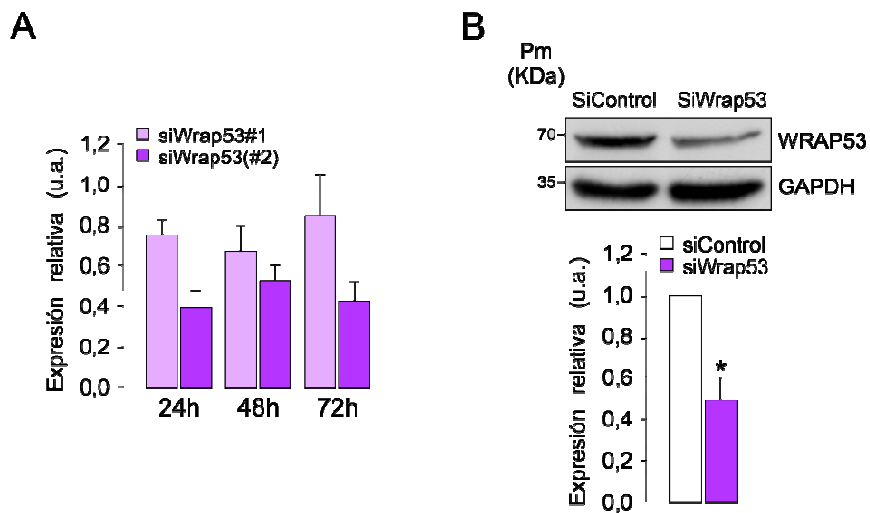 A
siWrap53#1
siWrap53(#2)
Expresión relativa (u.a.)
1,2
1,0
0,8
0,6
0,4
0,2
0,0
24h 48h 72h
B
Pm
(KDa)
SiControl SiWrap53
70 WRAP53
35 GAPDH
siControl
siWrap53
Expresión relativa (u.a.)
1,2
1,0
0,8
0,6
0,4
0,2
0,0
*